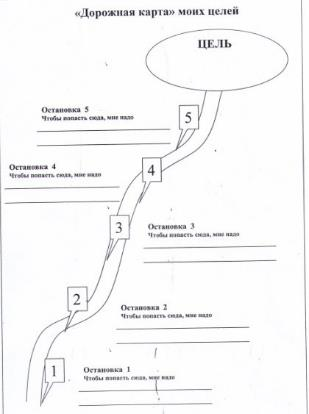 «Дорожная карта» моих целей
ЦЕЛЬ
Остановка 5
Чтобы попасть сюда, мне надо
5
Остановка 4
Чтобы попасть сюда, мне надо
4
3
Остановка 3
Чтобы попасть сюда, мне надо
2
Остановка 2
Чтобы попасть сюда, мне надо
1
Остановка 1
Чтобы попасть сюда, мне надо